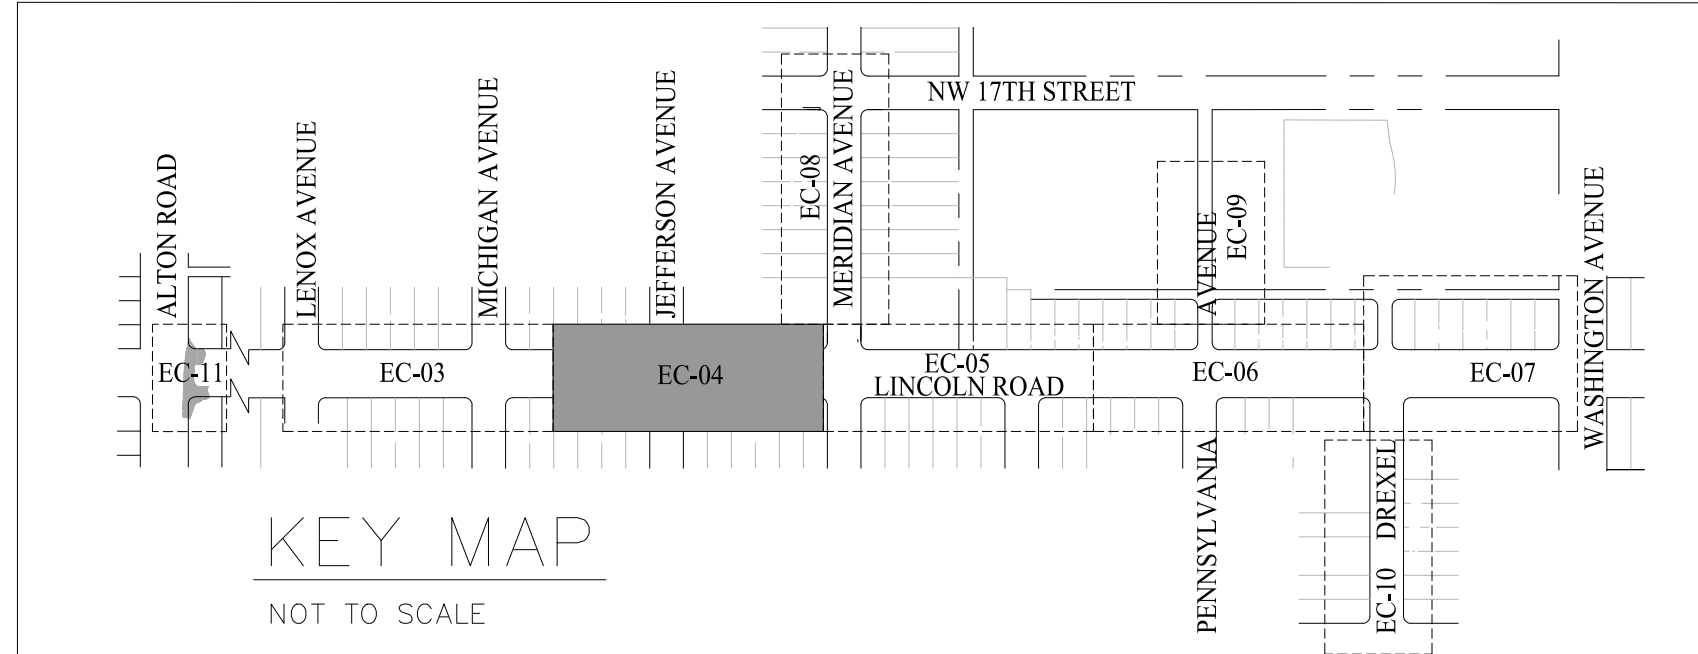 NW 17TH STREET
ALTON ROAD
LENOX AVENUE
MICHIGAN AVENUE
JEFFERSON AVENUE
EC-08
MERIDIAN AVENUE
AVENUE
EC-09
WASHINGTON AVENUE
EC-11
EC-03
EC-04
EC-05
LINCOLN ROAD
EC-06
EC-07
PENNSYLVANIA
EC-10 DREXEL
KEY MAP
NOT TO SCALE